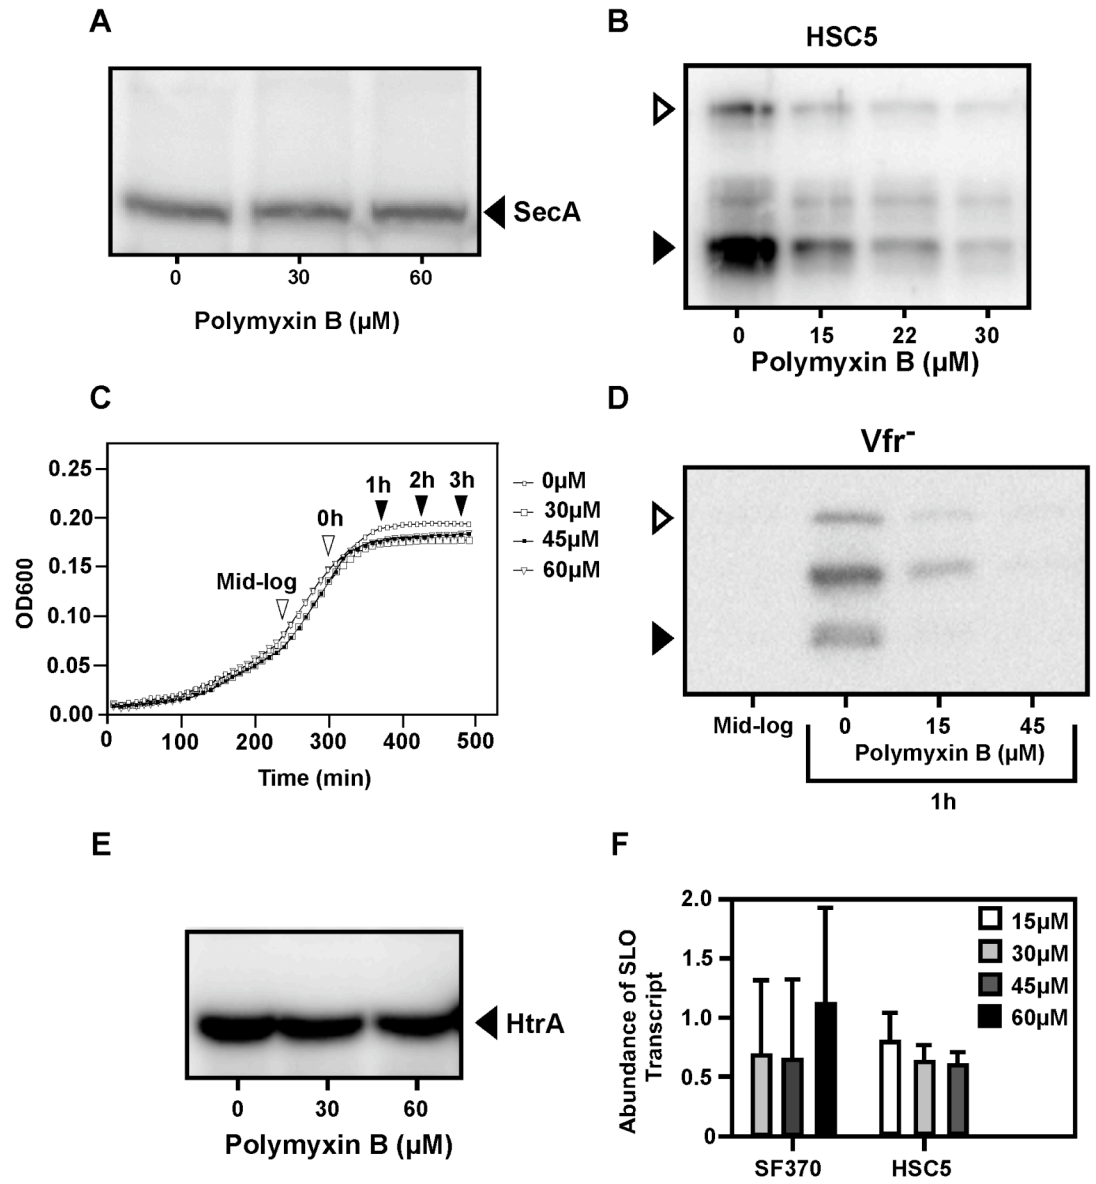 A
SecA
0 30 60
Polymyxin B (µM)
B
HSC5
0 15 22 30
Polymyxin B (µM)
C
0.25
0.20
0.15
0.10
0.05
0.00
OD600
Mid-log
0h
1h 2h 3h
0µM
30µM
45µM
60µM
0 100 200 300 400 500
Time (min)
D
Vfr-
Mid-log 0 15 45
Polymyxin B (µM)
1h
E
HtrA
0 30 60
Polymyxin B (µM)
F
Abundance of SLO
Transcript
2.0
1.5
1.0
0.5
0
15µM
30µM
45µM
60µM
SF370 HSC5